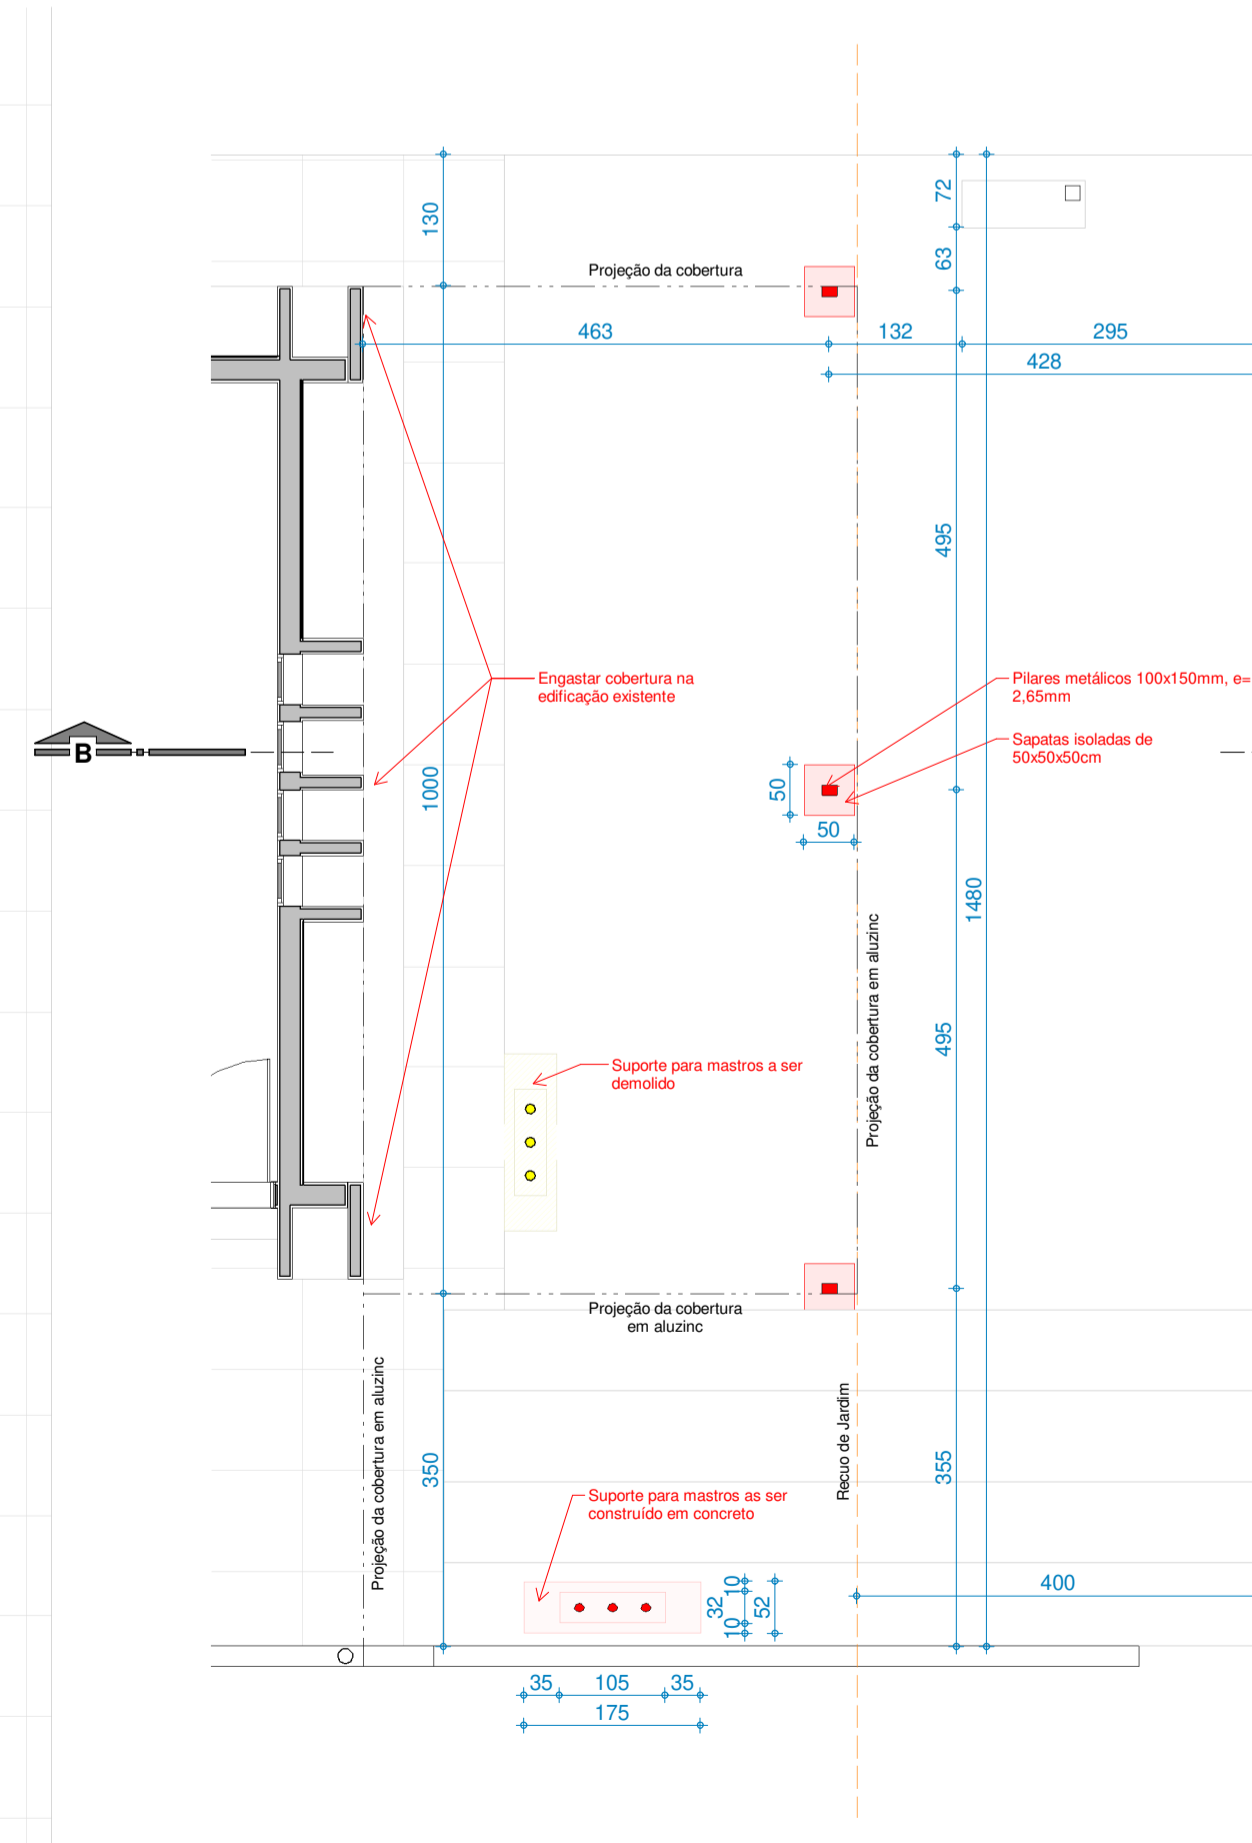 130
72
63
Projeção da cobertura
463
132
295
428
495
Engastar cobertura na
edificação existente
Pilares metálicos 100x150mm, e=
2,65mm
Sapatas isoladas de
50x50x50cm
B
1000
50
50
1480
Projeção da cobertura em aluzinc
495
Suporte para mastros a ser
demolido
Projeção da cobertura
em aluzinc
Projeção da cobertura em aluzinc
Recuo de Jardim
350
355
Suporte para mastros as ser
construído em concreto
10
32
10
52
400
35
105
35
175